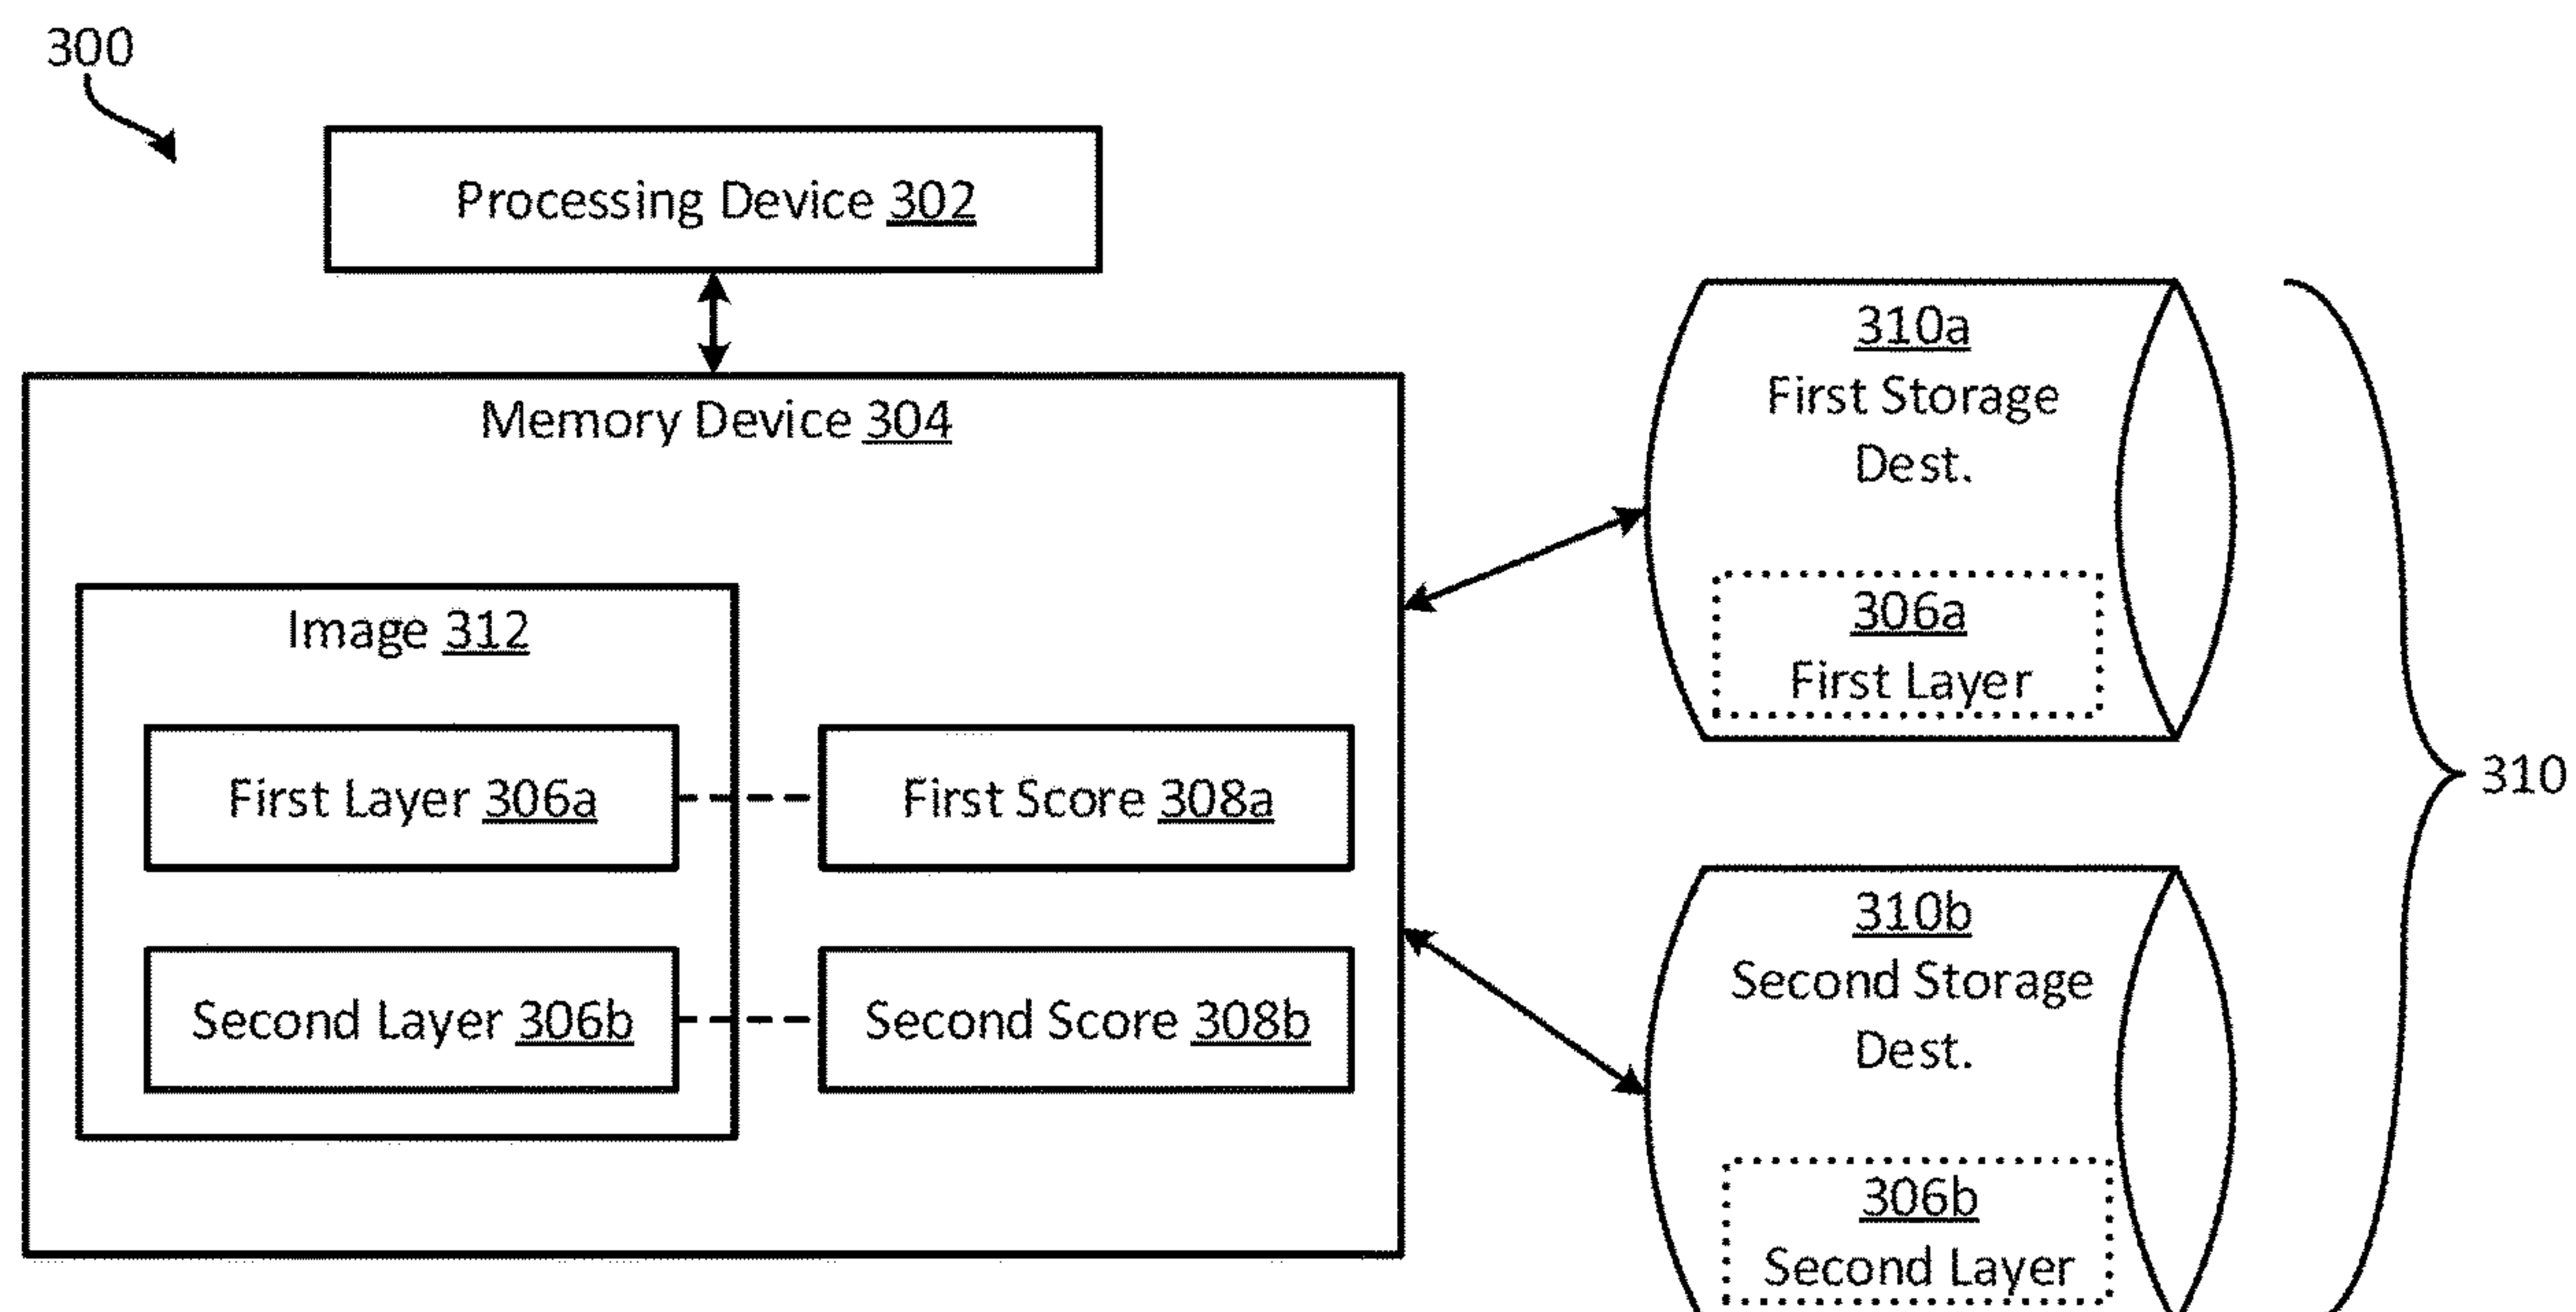 300
Processing Device 302
Memory Device 304
Image 312
First Layer 306a
First Score 308a
Second Layer 306b
Second Score 308b
310a
First Storage
Dest.
306a
First Layer
310b
Second Storage
Dest.
306b
Second Layer
310